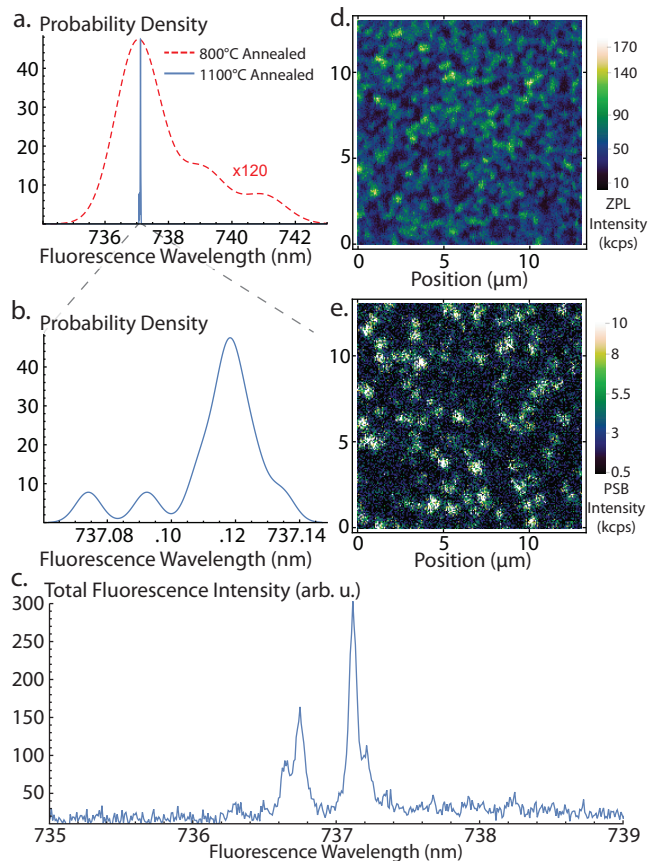 a.
Probability Density
40
30
20
10
800°C Annealed
1100°C Annealed
x120
736
738
740
742
Fluorescence Wavelength (nm)
d.
10
5
0
0
5
10
Position (µm)
170
140
90
50
10
ZPL
Intensity
(kcps)
b.
Probability Density
40
30
20
10
737.08
.10
.12
737.14
Fluorescence Wavelength (nm)
e.
10
5
0
0
5
10
Position (µm)
10
8
5.5
3
0.5
PSB
Intensity
(kcps)
c.
Total Fluorescence Intensity (arb. u.)
300
250
200
150
100
50
735
736
737
738
739
Fluorescence Wavelength (nm)